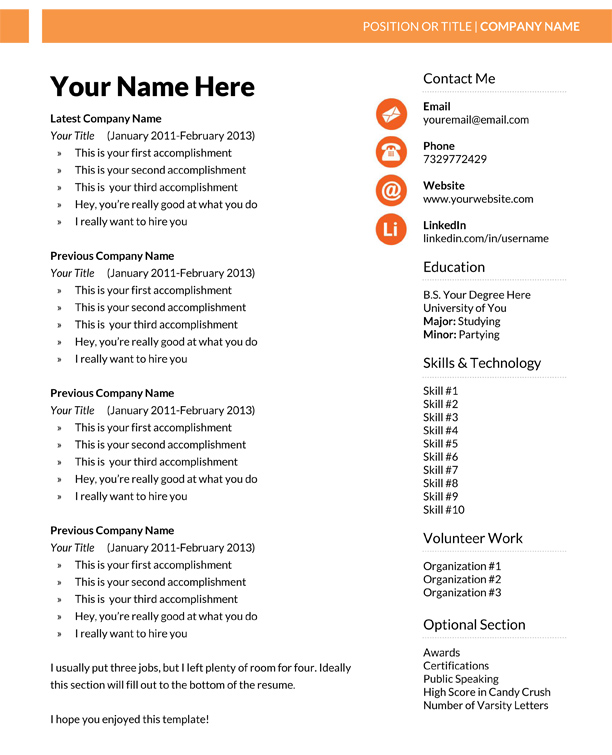 POSITION OR TITLE | COMPANY NAME
Your Name Here
Latest Company Name
Your Title (January 2011-February 2013)
» This is your first accomplishment
» This is your second accomplishment
» This is  your third accomplishment
» Hey, you're really good at what you do
» I really want to hire you
Previous Company Name
Your Title (January 2011-February 2013)
» This is your first accomplishment
» This is your second accomplishment
» This is  your third accomplishment
» Hey, you're really good at what you do
» I really want to hire you
Previous Company Name
Your Title (January 2011-February 2013)
» This is your first accomplishment
» This is your second accomplishment
» This is  your third accomplishment
» Hey, you're really good at what you do
» I really want to hire you
Previous Company Name
Your Title (January 2011-February 2013)
» This is your first accomplishment
» This is your second accomplishment
» This is  your third accomplishment
» Hey, you're really good at what you do
» I really want to hire you
I usually put three jobs, but I left plenty of room for four. Ideally
this section will fill out to the bottom of the resume.
I hope you enjoyed this template!
Contact Me
Email
youremail@email.com
Phone
7329772429
@
Website
www.yourwebsite.com
Li
LinkedIn
linkedin.com/in/username
Education
B.S. Your Degree Here
University of You
Major: Studying
Minor: Partying
Skills & Technology
Skill #1
Skill #2
Skill #3
Skill #4
Skill #5
Skill #6
Skill #7
Skill #8
Skill #9
Skill #10
Volunteer Work
Organization #1
Organization #2
Organization #3
Optional Section
Awards
Certifications
Public Speaking
High Score in Candy Crush
Number of Varsity Letters